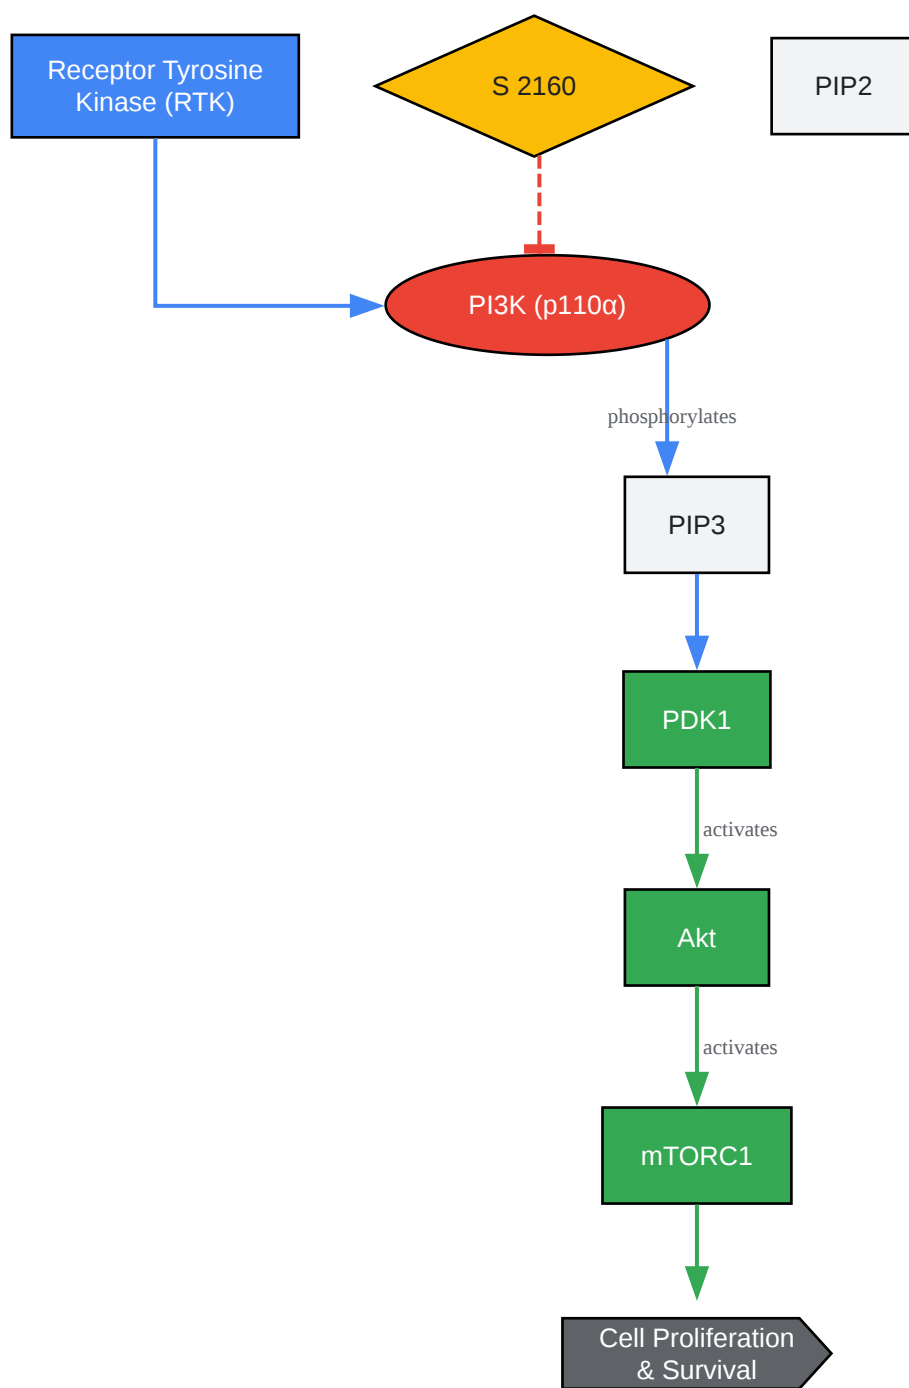 Receptor Tyrosine
Kinase (RTK)
S 2160
PIP2
PI3K (p110α)
phosphorylates
PIP3
PDK1
activates
Akt
activates
mTORC1
Cell Proliferation
& Survival